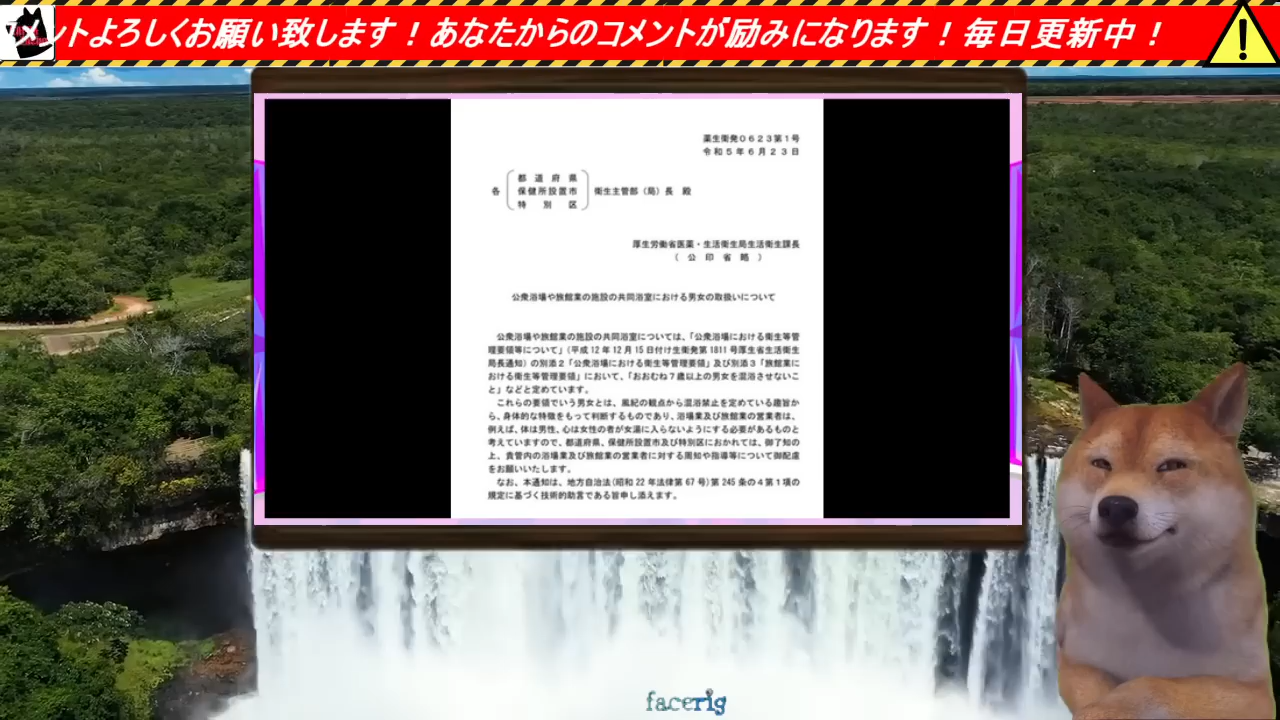 ントよろしくお願い致します！あなたからのコメントが励みになります！毎日更新中！
薬生衛発０６２３第１号
令和５年６月２３日
各
都道府県
保健所設置市
特別区
衛生主管部（局）長 殿
厚生労働省医薬・生活衛生局生活衛生課長
（公印省略）
公衆浴場や旅館業の施設の共同浴室における男女の取扱いについて
公衆浴場や旅館業の施設の共同浴室については、「公衆浴場における衛生等管
理要領等について」（平成 12 年 12 月 15 日付け生衛発第 1811 号厚生省生活衛生
局長通知）の別添２「公衆浴場における衛生等管理要領」及び別添３「旅館業に
おける衛生等管理要領」において、「おおむね７歳以上の男女を混浴させないこ
と」などと定めています。
これらの要領でいう男女とは、風紀の観点から混浴禁止を定めている趣旨か
ら、身体的な特徴をもって判断するものであり、浴場業及び旅館業の営業者は、
例えば、体は男性、心は女性の者が女湯に入らないようにする必要があるものと
考えていますので、都道府県、保健所設置市及び特別区におかれては、御了知の
上、貴管内の浴場業及び旅館業の営業者に対する周知や指導等について御配慮
をお願いいたします。
なお、本通知は、地方自治法（昭和 22 年法律第 67 号）第 245 条の４第１項の
規定に基づく技術的助言である旨申し添えます。
facerig